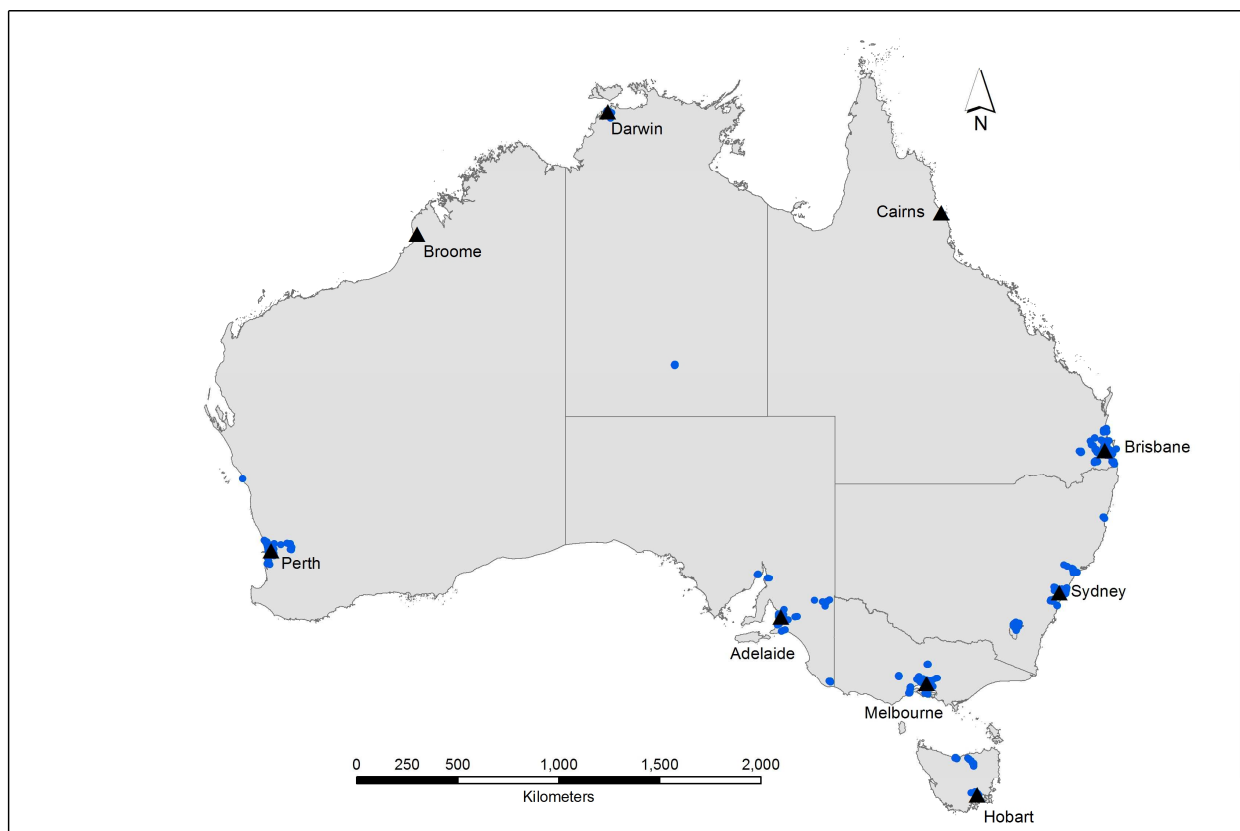 N
Darwin
Cairns
Broome
Brisbane
Perth
Sydney
Adelaide
Melbourne
0 250 500 1,000 1,500 2,000
Kilometers
Hobart